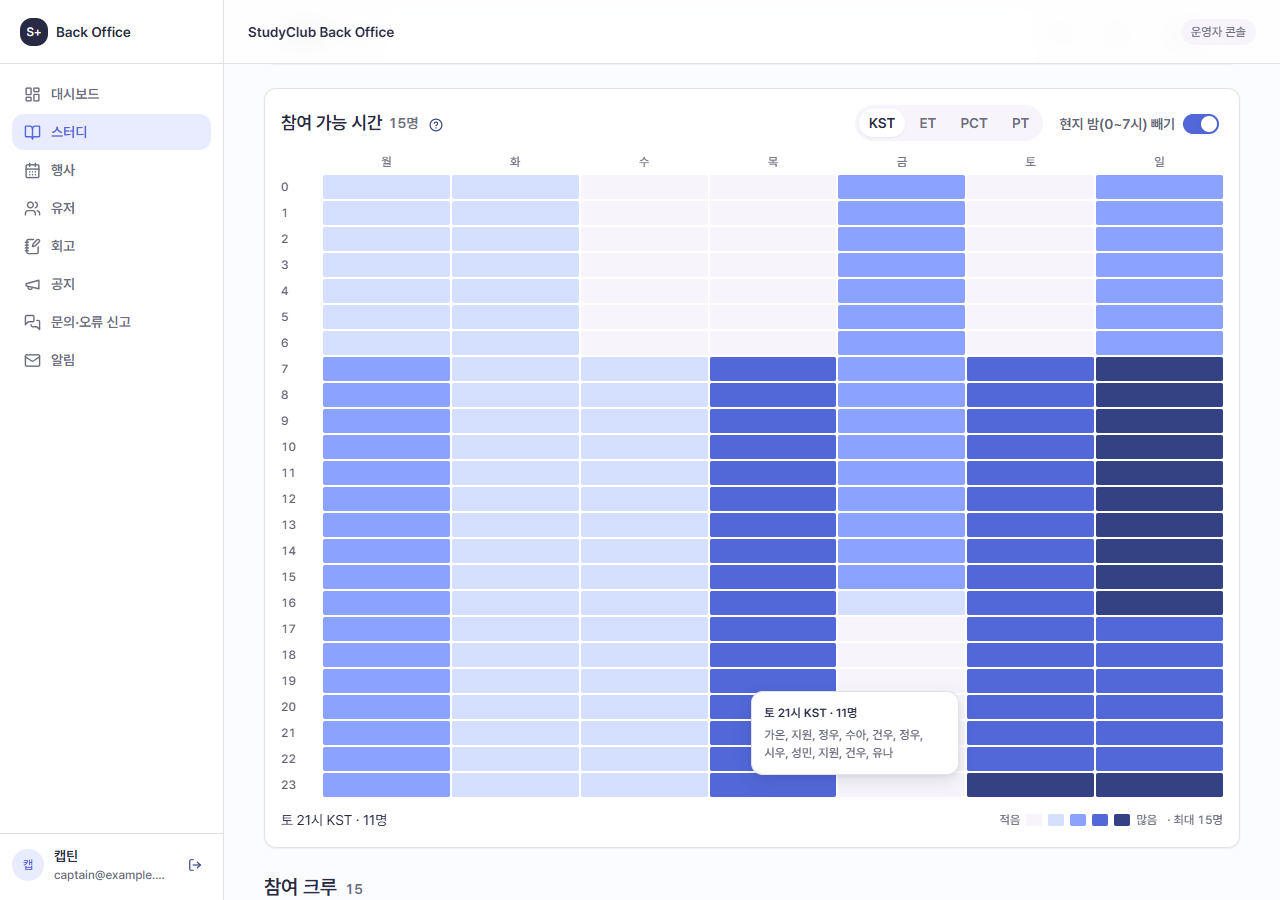 S+ Back Office
StudyClub Back Office
운영자 콘솔
대시보드
스터디
행사
유저
회고
공지
문의·오류 신고
알림
캡
캡틴
captain@example....
참여 가능 시간 15명 ?
KST ET PCT PT
현지 밤(0~7시) 빼기
월 화 수 목 금 토 일
0
1
2
3
4
5
6
7
8
9
10
11
12
13
14
15
16
17
18
19
20
21
22
23
토 21시 KST · 11명
가온, 지원, 정우, 수아, 건우, 정우,
시우, 성민, 지원, 건우, 유나
토 21시 KST · 11명
적음 많음 · 최대 15명
참여 크루 15